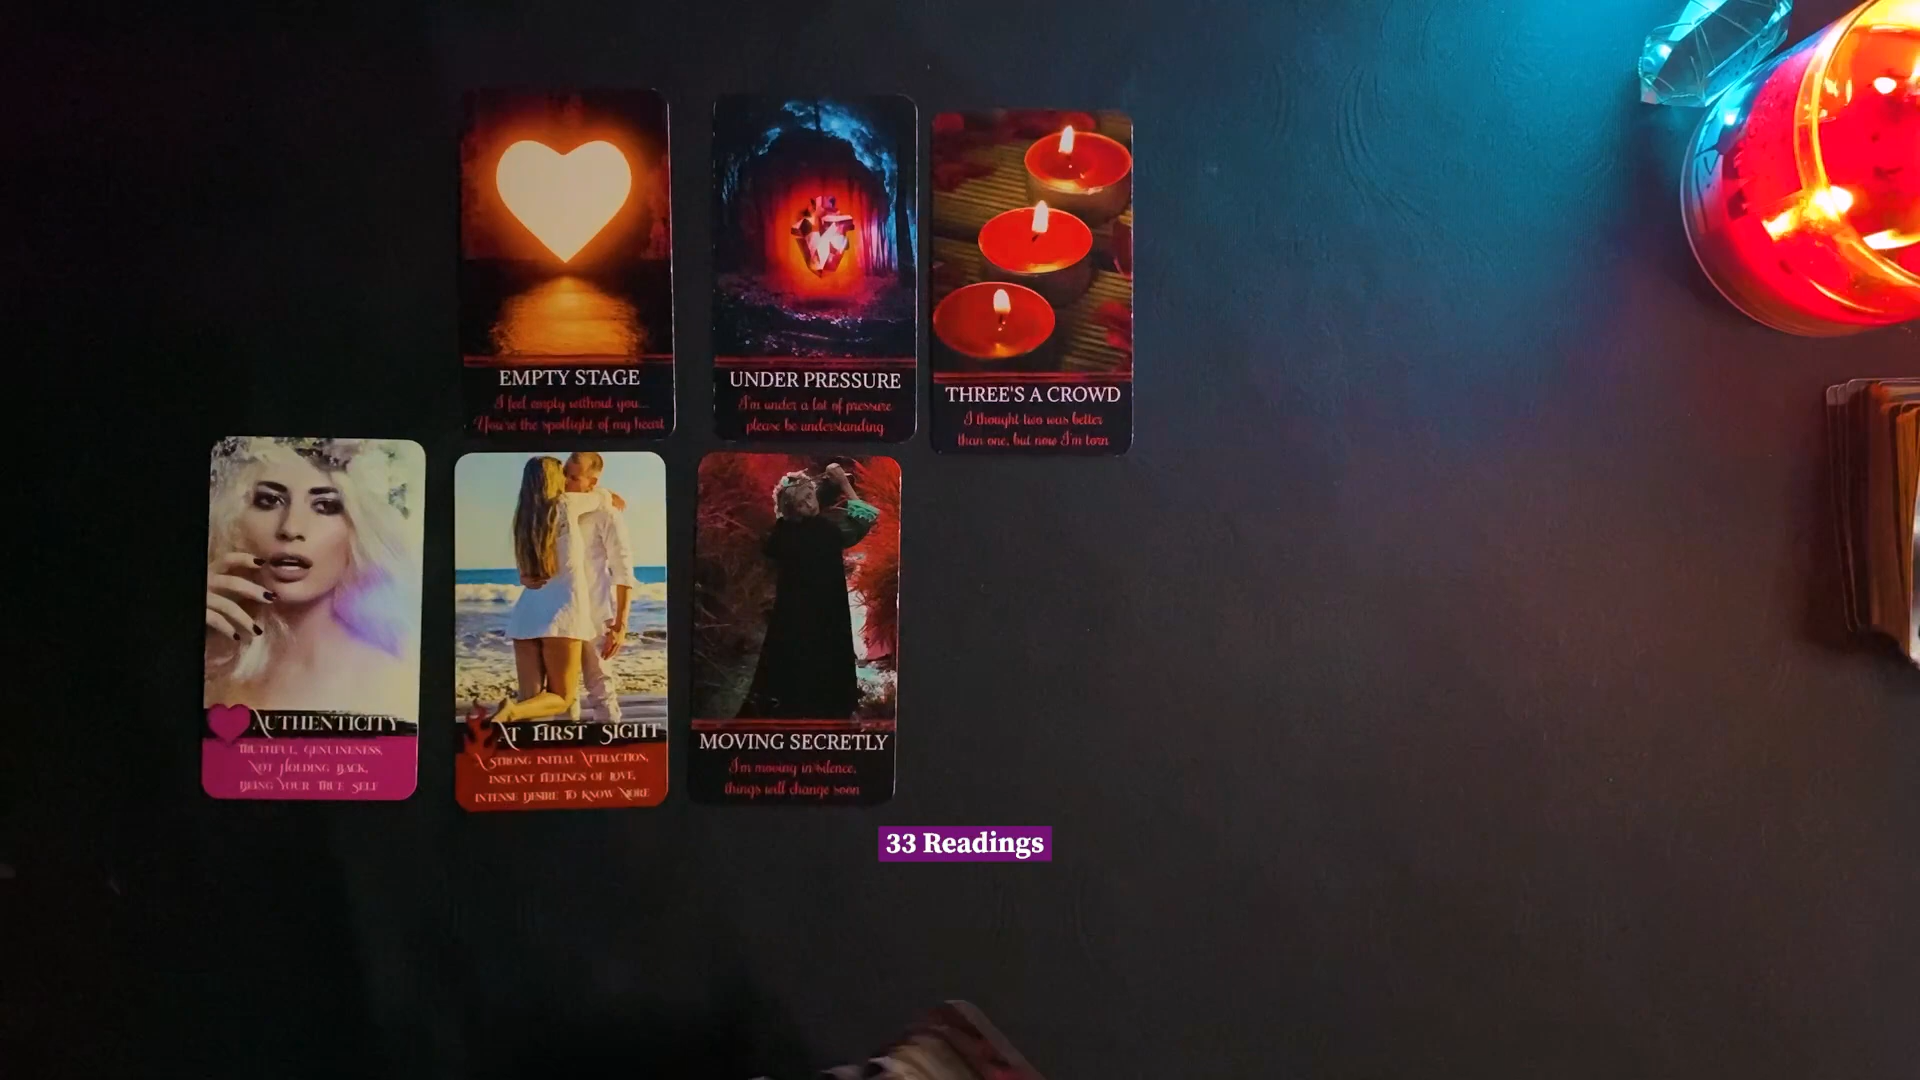 EMPTY STAGE
I feel empty without you...
You're the spotlight of my heart
UNDER PRESSURE
I'm under a lot of pressure
please be understanding
THREE'S A CROWD
I thought two was better
than one, but now I'm torn
AUTHENTICITY
TRUTHFUL, GENUINENESS,
NOT HOLDING BACK,
BEING YOUR TRUE SELF
AT FIRST SIGHT
A STRONG INITIAL ATTRACTION,
INSTANT FEELINGS OF LOVE,
INTENSE DESIRE TO KNOW MORE
MOVING SECRETLY
I'm moving in silence,
things will change soon
33 Readings